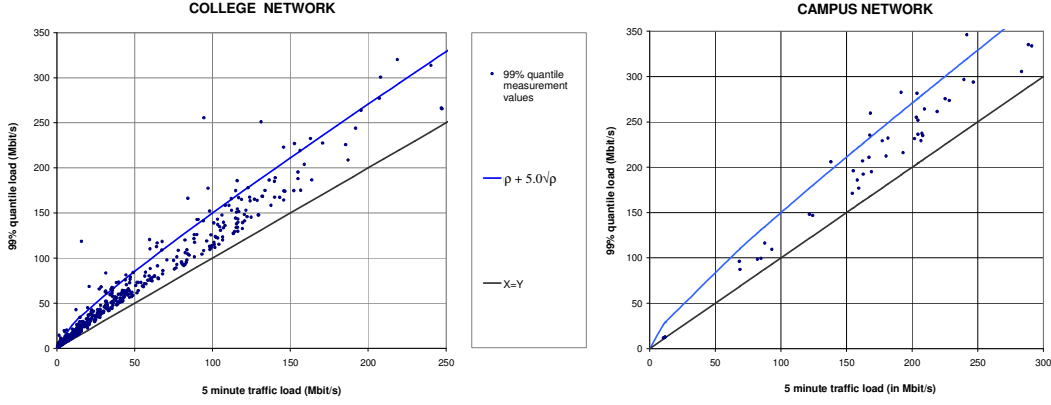 COLLEGE NETWORK
350
300
250
200
150
100
50
0
0 50 100 150 200 250
99% quantile load (Mbit/s)
5 minute traffic load (Mbit/s)
99% quantile
measurement
values
ρ + 5.0√ρ
X=Y
CAMPUS NETWORK
350
300
250
200
150
100
50
0
0 50 100 150 200 250 300
99% quantile load (Mbit/s)
5 minute traffic load (in Mbit/s)